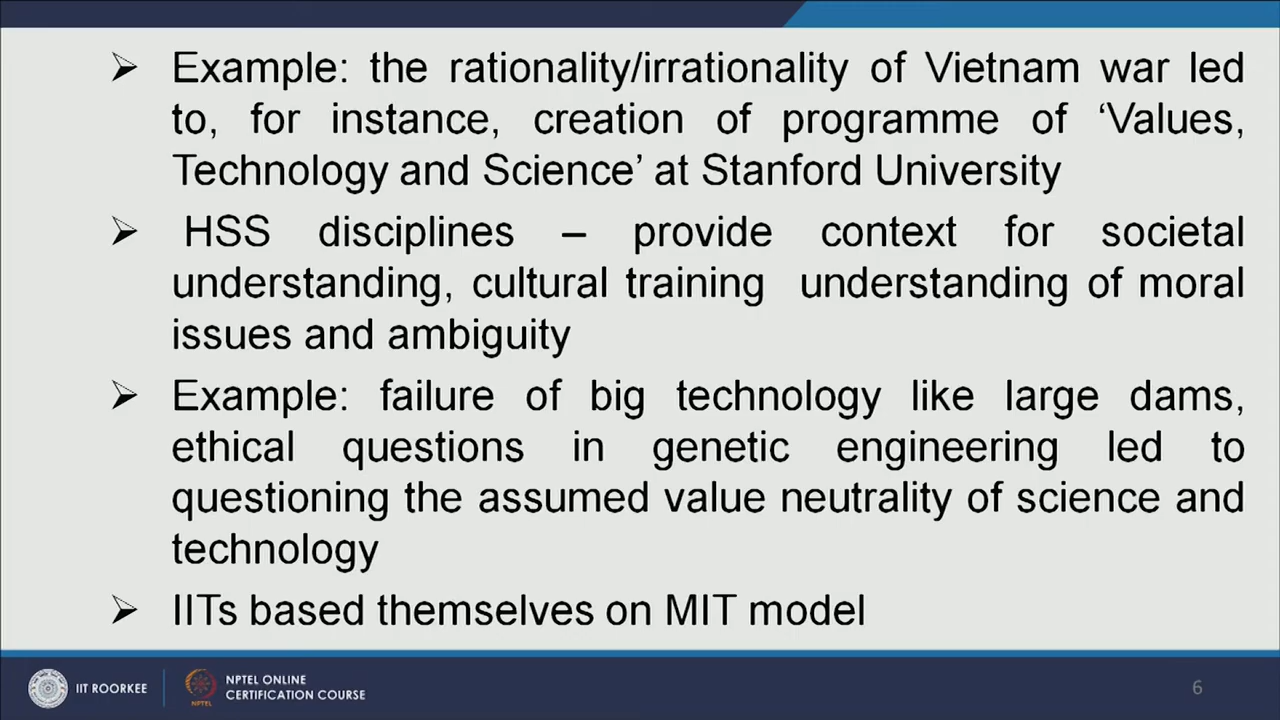 ➢ Example: the rationality/irrationality of Vietnam war led
to, for instance, creation of programme of ‘Values,
Technology and Science’ at Stanford University
➢ HSS disciplines – provide context for societal
understanding, cultural training understanding of moral
issues and ambiguity
➢ Example: failure of big technology like large dams,
ethical questions in genetic engineering led to
questioning the assumed value neutrality of science and
technology
➢ IITs based themselves on MIT model
IIT ROORKEE
NPTEL
NPTEL ONLINE
CERTIFICATION COURSE
6